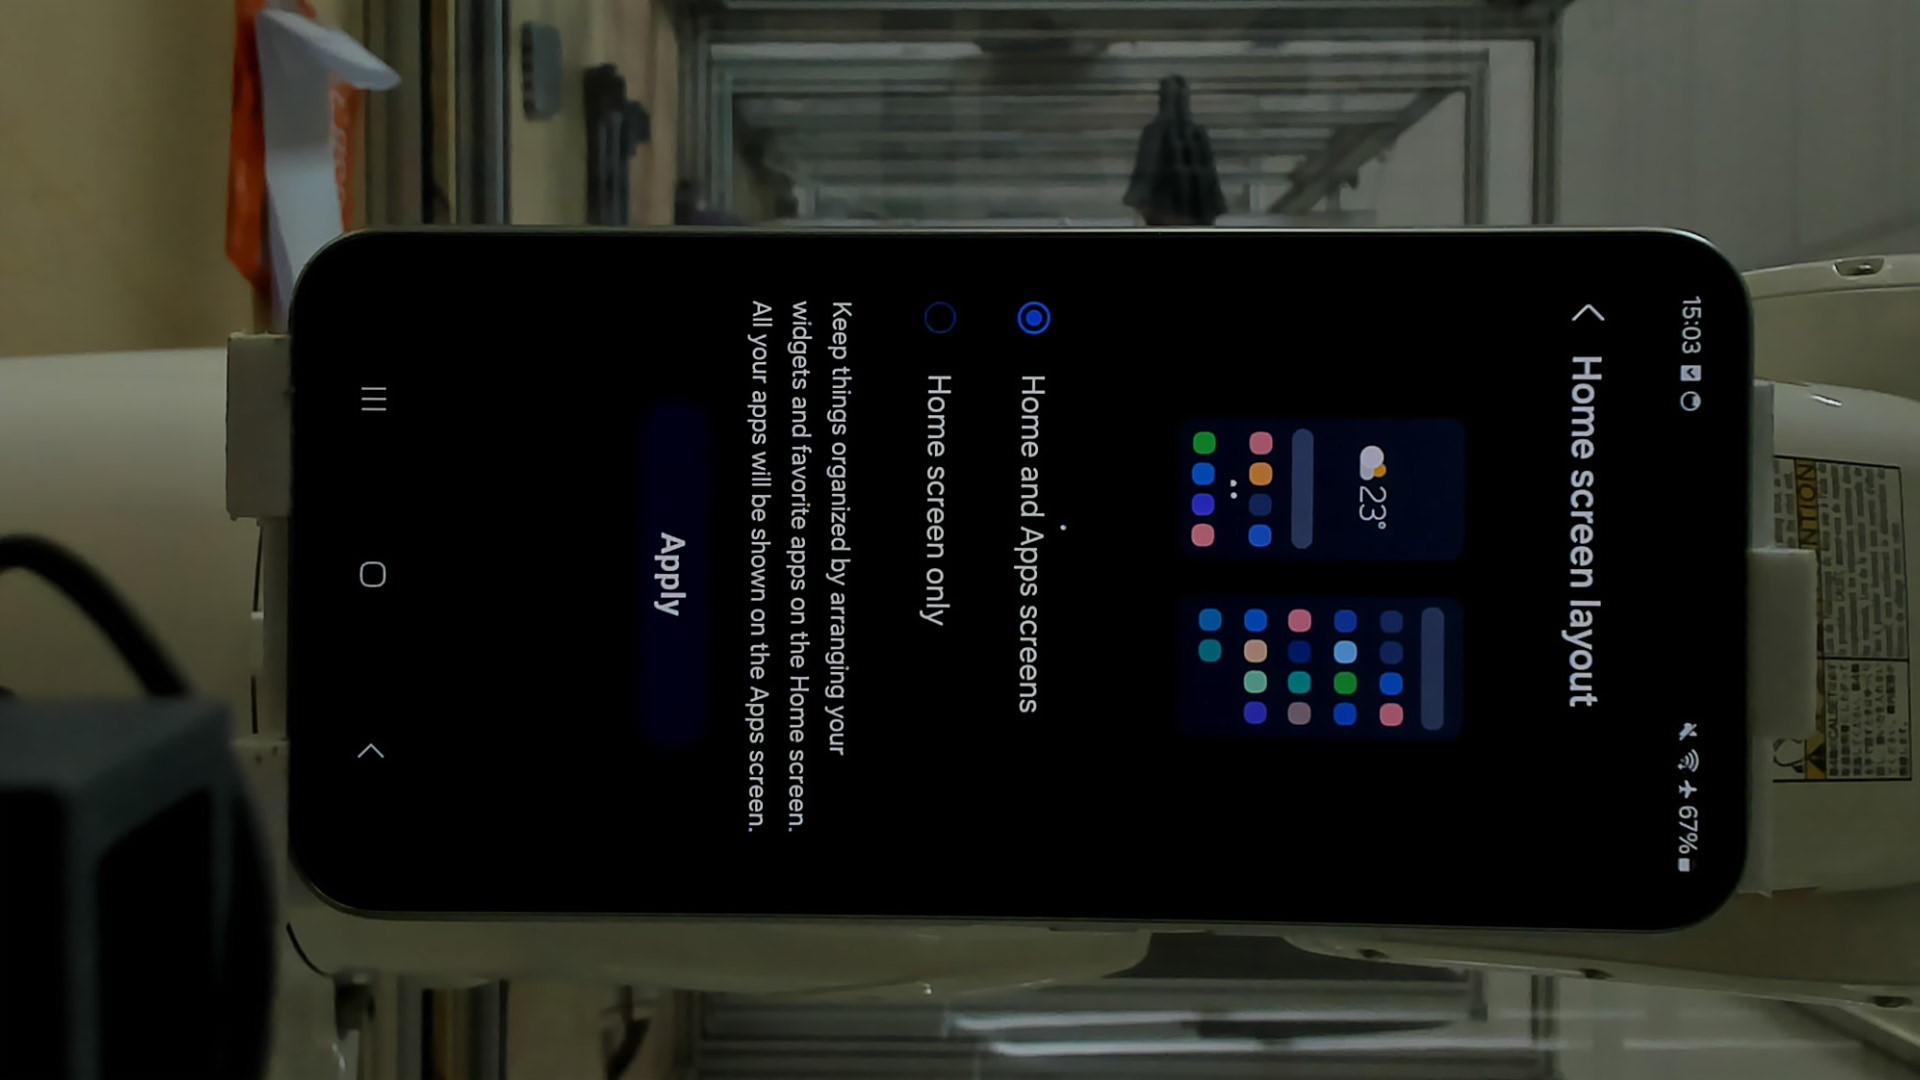 15:03
67%
Home screen layout
23°
Home and Apps screens
Home screen only
Keep things organized by arranging your
widgets and favorite apps on the Home screen.
All your apps will be shown on the Apps screen.
Apply